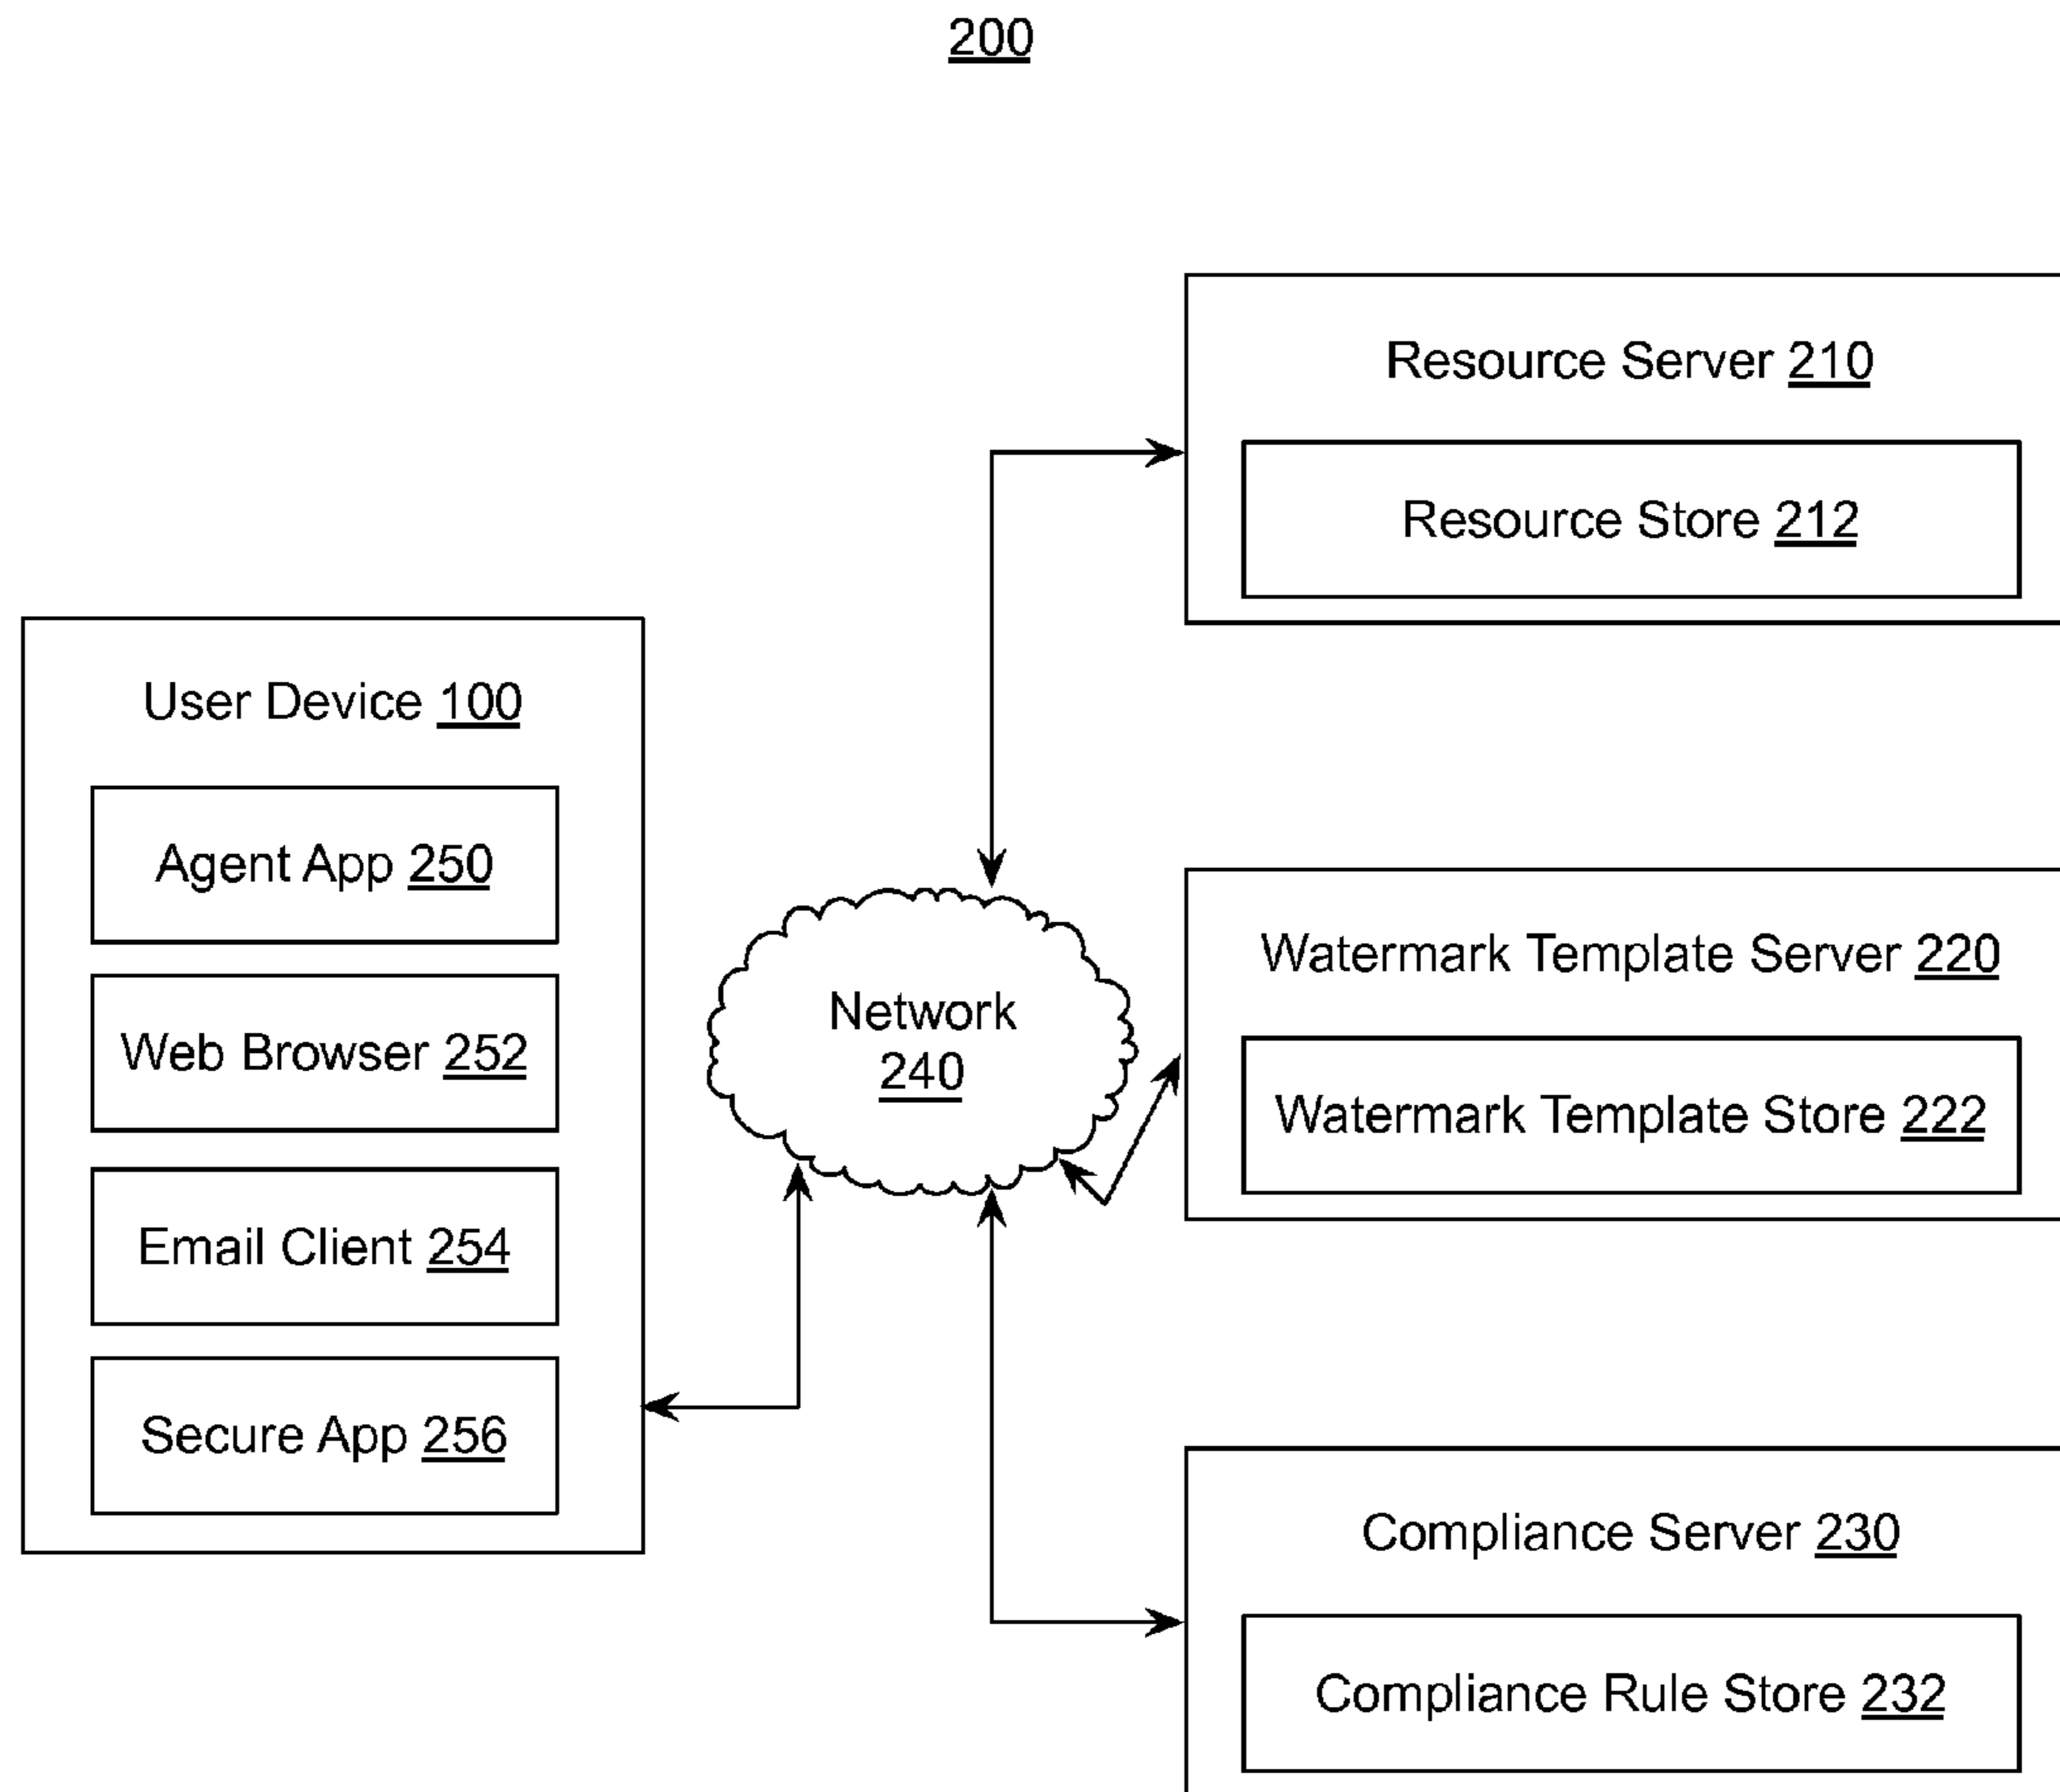 200
Resource Server 210
Resource Store 212
User Device 100
Agent App 250
Web Browser 252
Email Client 254
Secure App 256
Network
240
Watermark Template Server 220
Watermark Template Store 222
Compliance Server 230
Compliance Rule Store 232